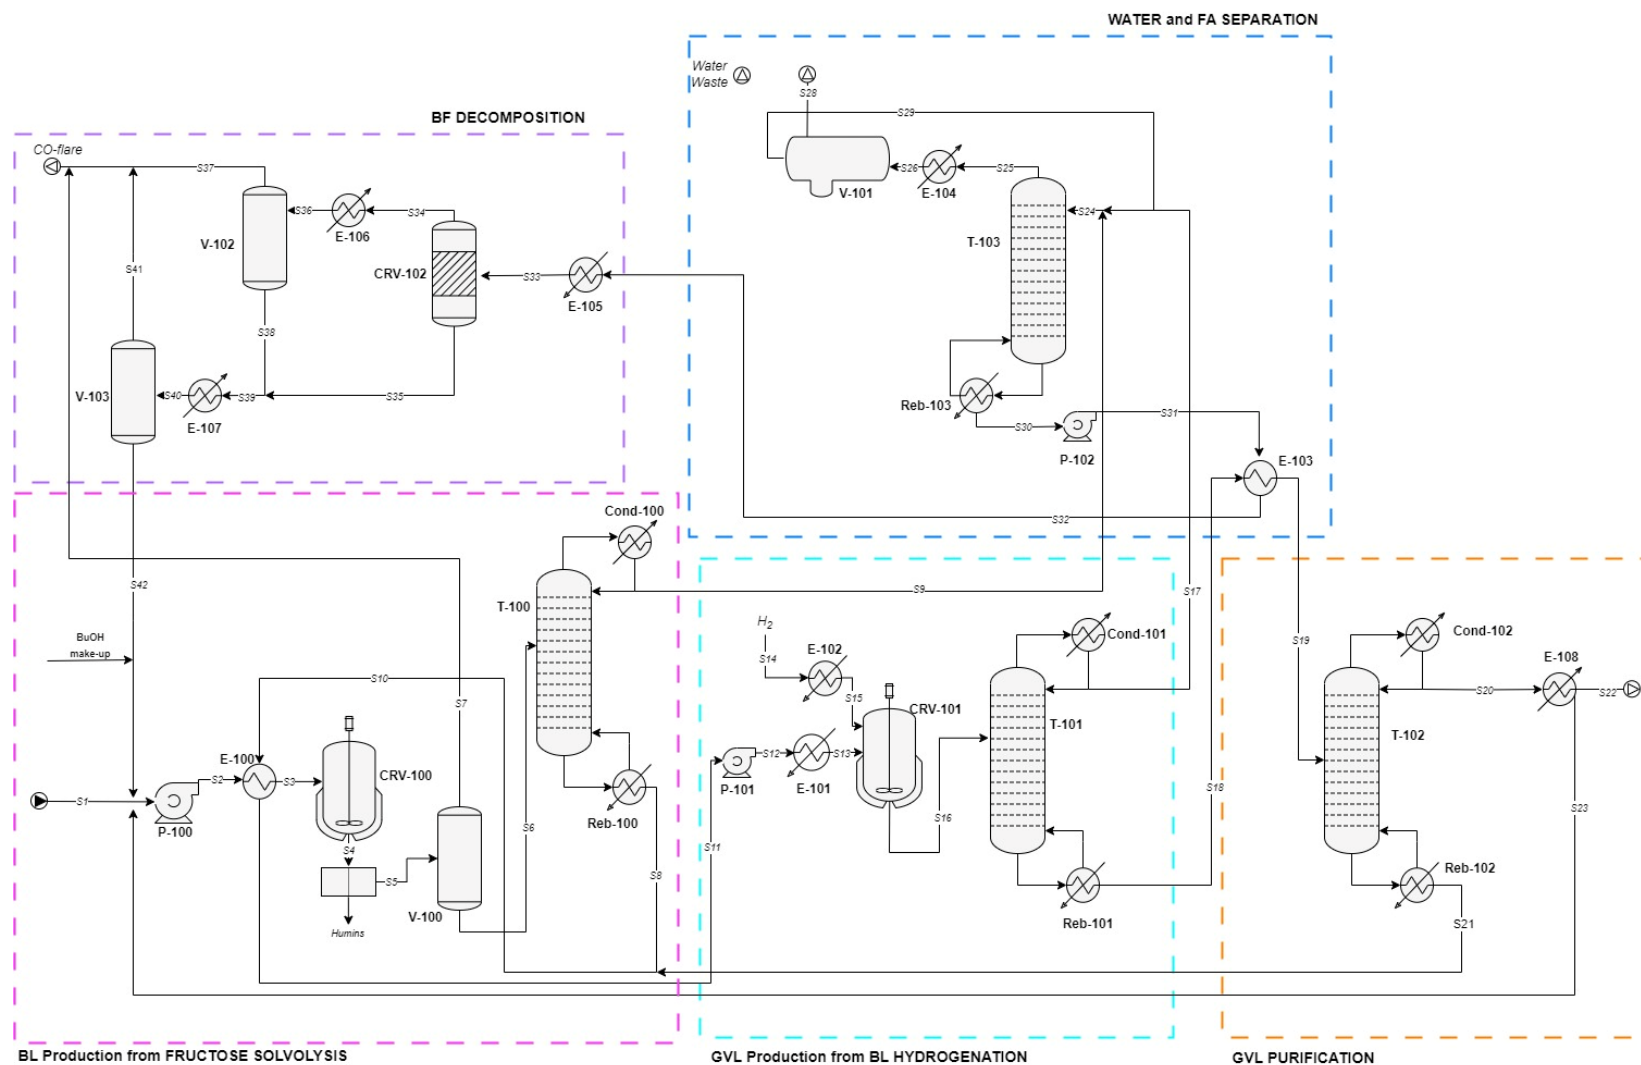 WATER and FA SEPARATION
Water
Waste
S28
S29
BF DECOMPOSITION
CO-flare
S37
V-101
S26
E-104
S25
S36
S34
S24
E-106
V-102
T-103
CRV-102
S41
S33
E-105
S38
V-103
S40
S39
S35
E-107
Reb-103
S30
S31
P-102
E-103
Cond-100
S32
S42
T-100
S9
S17
BuOH
make-up
H2
S14
E-102
Cond-101
S19
Cond-102
E-108
S10
S7
S15
CRV-101
S20
S22
T-101
T-102
E-100
S2
S3
CRV-100
S12
S13
P-101
E-101
S1
P-100
Reb-100
S18
S23
S6
S16
S4
S11
S5
S8
Reb-102
V-100
Humins
Reb-101
S21
BL Production from FRUCTOSE SOLVOLYSIS
GVL Production from BL HYDROGENATION
GVL PURIFICATION